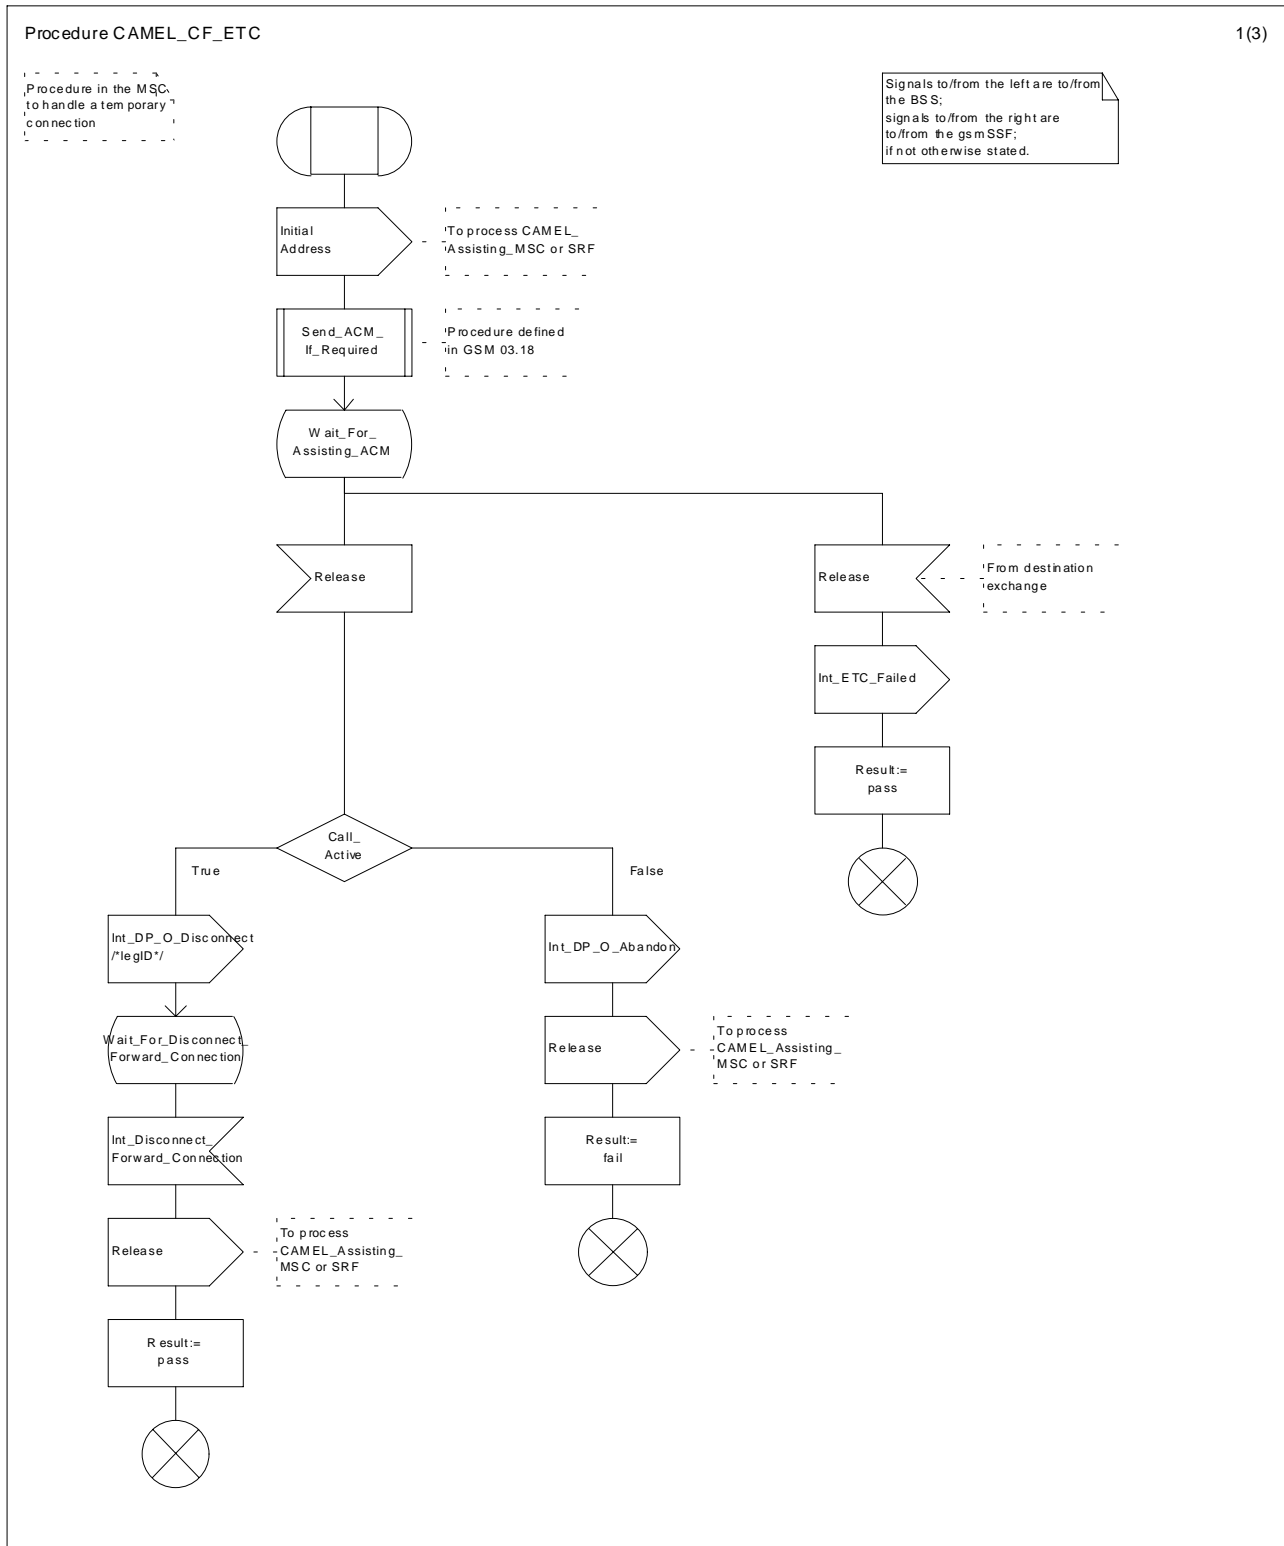 Procedure CAMEL_CF_ETC
1(3)
Procedure in the MSC
to handle a temporary
connection
Signals to/from the left are to/from
the BSS;
signals to/from the right are
to/from the gsmSSF;
if not otherwise stated.
Initial
Address
To process CAMEL_
Assisting_MSC or SRF
Send_ACM_
If_Required
Procedure defined
in GSM 03.18
Wait_For_
Assisting_ACM
Release
Release
From destination
exchange
Int_ETC_Failed
Result:=
pass
Call_
Active
True
False
Int_DP_O_Disconnect
/*legID*/
Int_DP_O_Abandon
Wait_For_Disconnect_
Forward_Connection
Release
To process
CAMEL_Assisting_
MSC or SRF
Int_Disconnect_
Forward_Connection
Result:=
fail
Release
To process
CAMEL_Assisting_
MSC or SRF
Result:=
pass